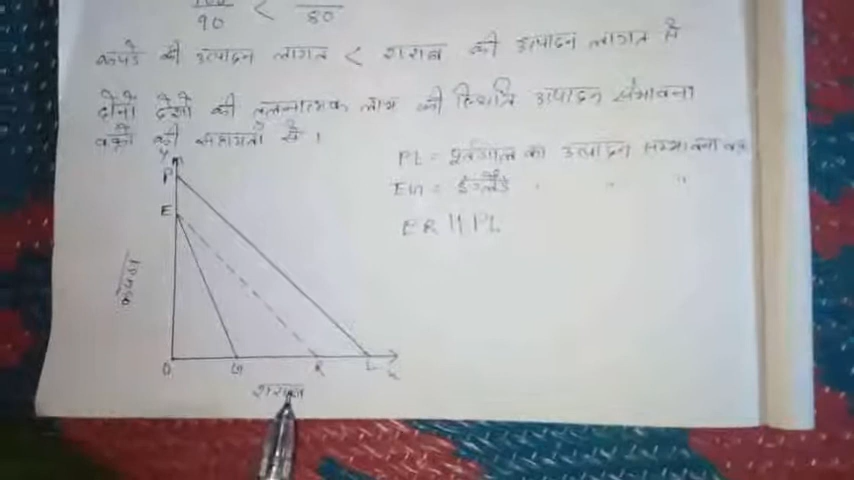 90 < 80
कपड़े की उत्पादन लागत < शराब की उत्पादन लागत से
दोनो देशो की तुलनात्मक लाभ की स्थिति उत्पादन संभावना
वक्रो की सहायता से ।
PL = पुर्तगाल का उत्पादन सम्भावना वक्र
EG = इंग्लैंड " " "
ER || PL
Y
P
E
कपड़ा
O G R L X
शराब